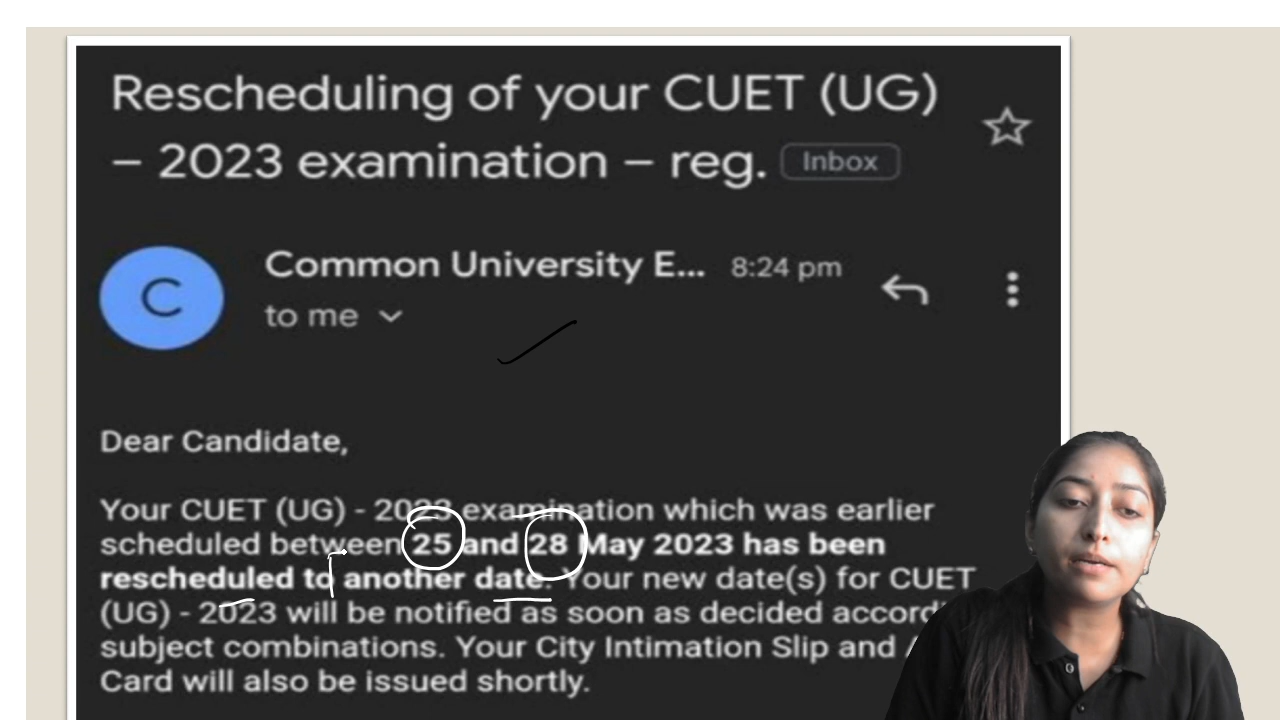 Rescheduling of your CUET (UG)
– 2023 examination – reg. Inbox
C
Common University E... 8:24 pm
to me
Dear Candidate,
Your CUET (UG) - 2023 examination which was earlier
scheduled between 25 and 28 May 2023 has been
rescheduled to another date. Your new date(s) for CUET
(UG) - 2023 will be notified as soon as decided
subject combinations. Your City Intimation Slip and
Card will also be issued shortly.